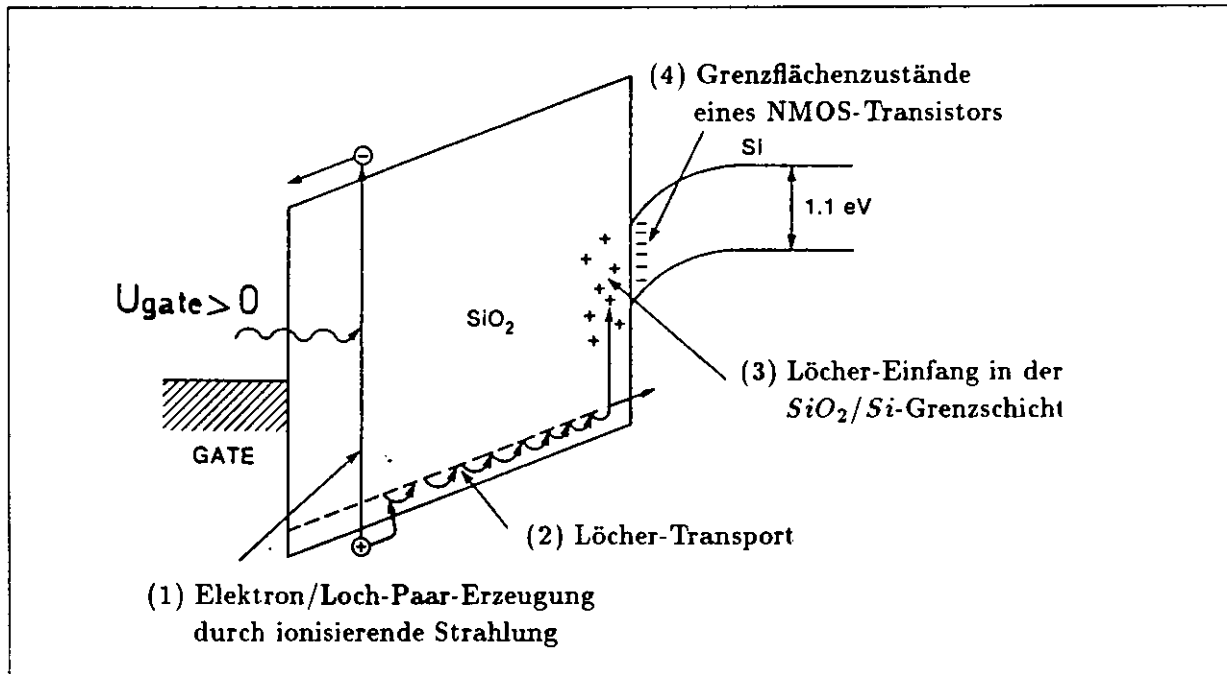 (4) Grenzflächenzustände
eines NMOS-Transistors
Si
1.1 eV
Ugate > 0
SiO₂
(3) Löcher-Einfang in der
SiO₂/Si-Grenzschicht
GATE
(2) Löcher-Transport
(1) Elektron/Loch-Paar-Erzeugung
durch ionisierende Strahlung